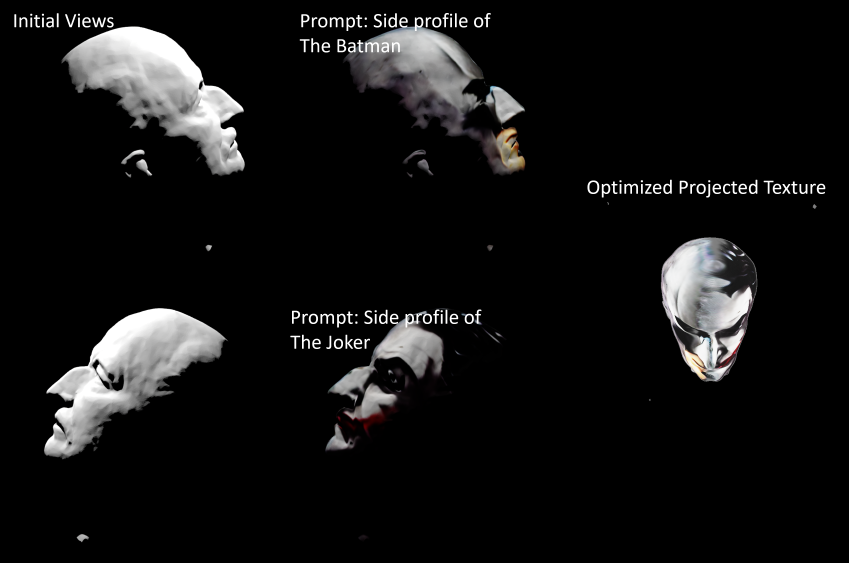 Initial Views
Prompt: Side profile of
The Batman
Optimized Projected Texture
Prompt: Side profile of
The Joker